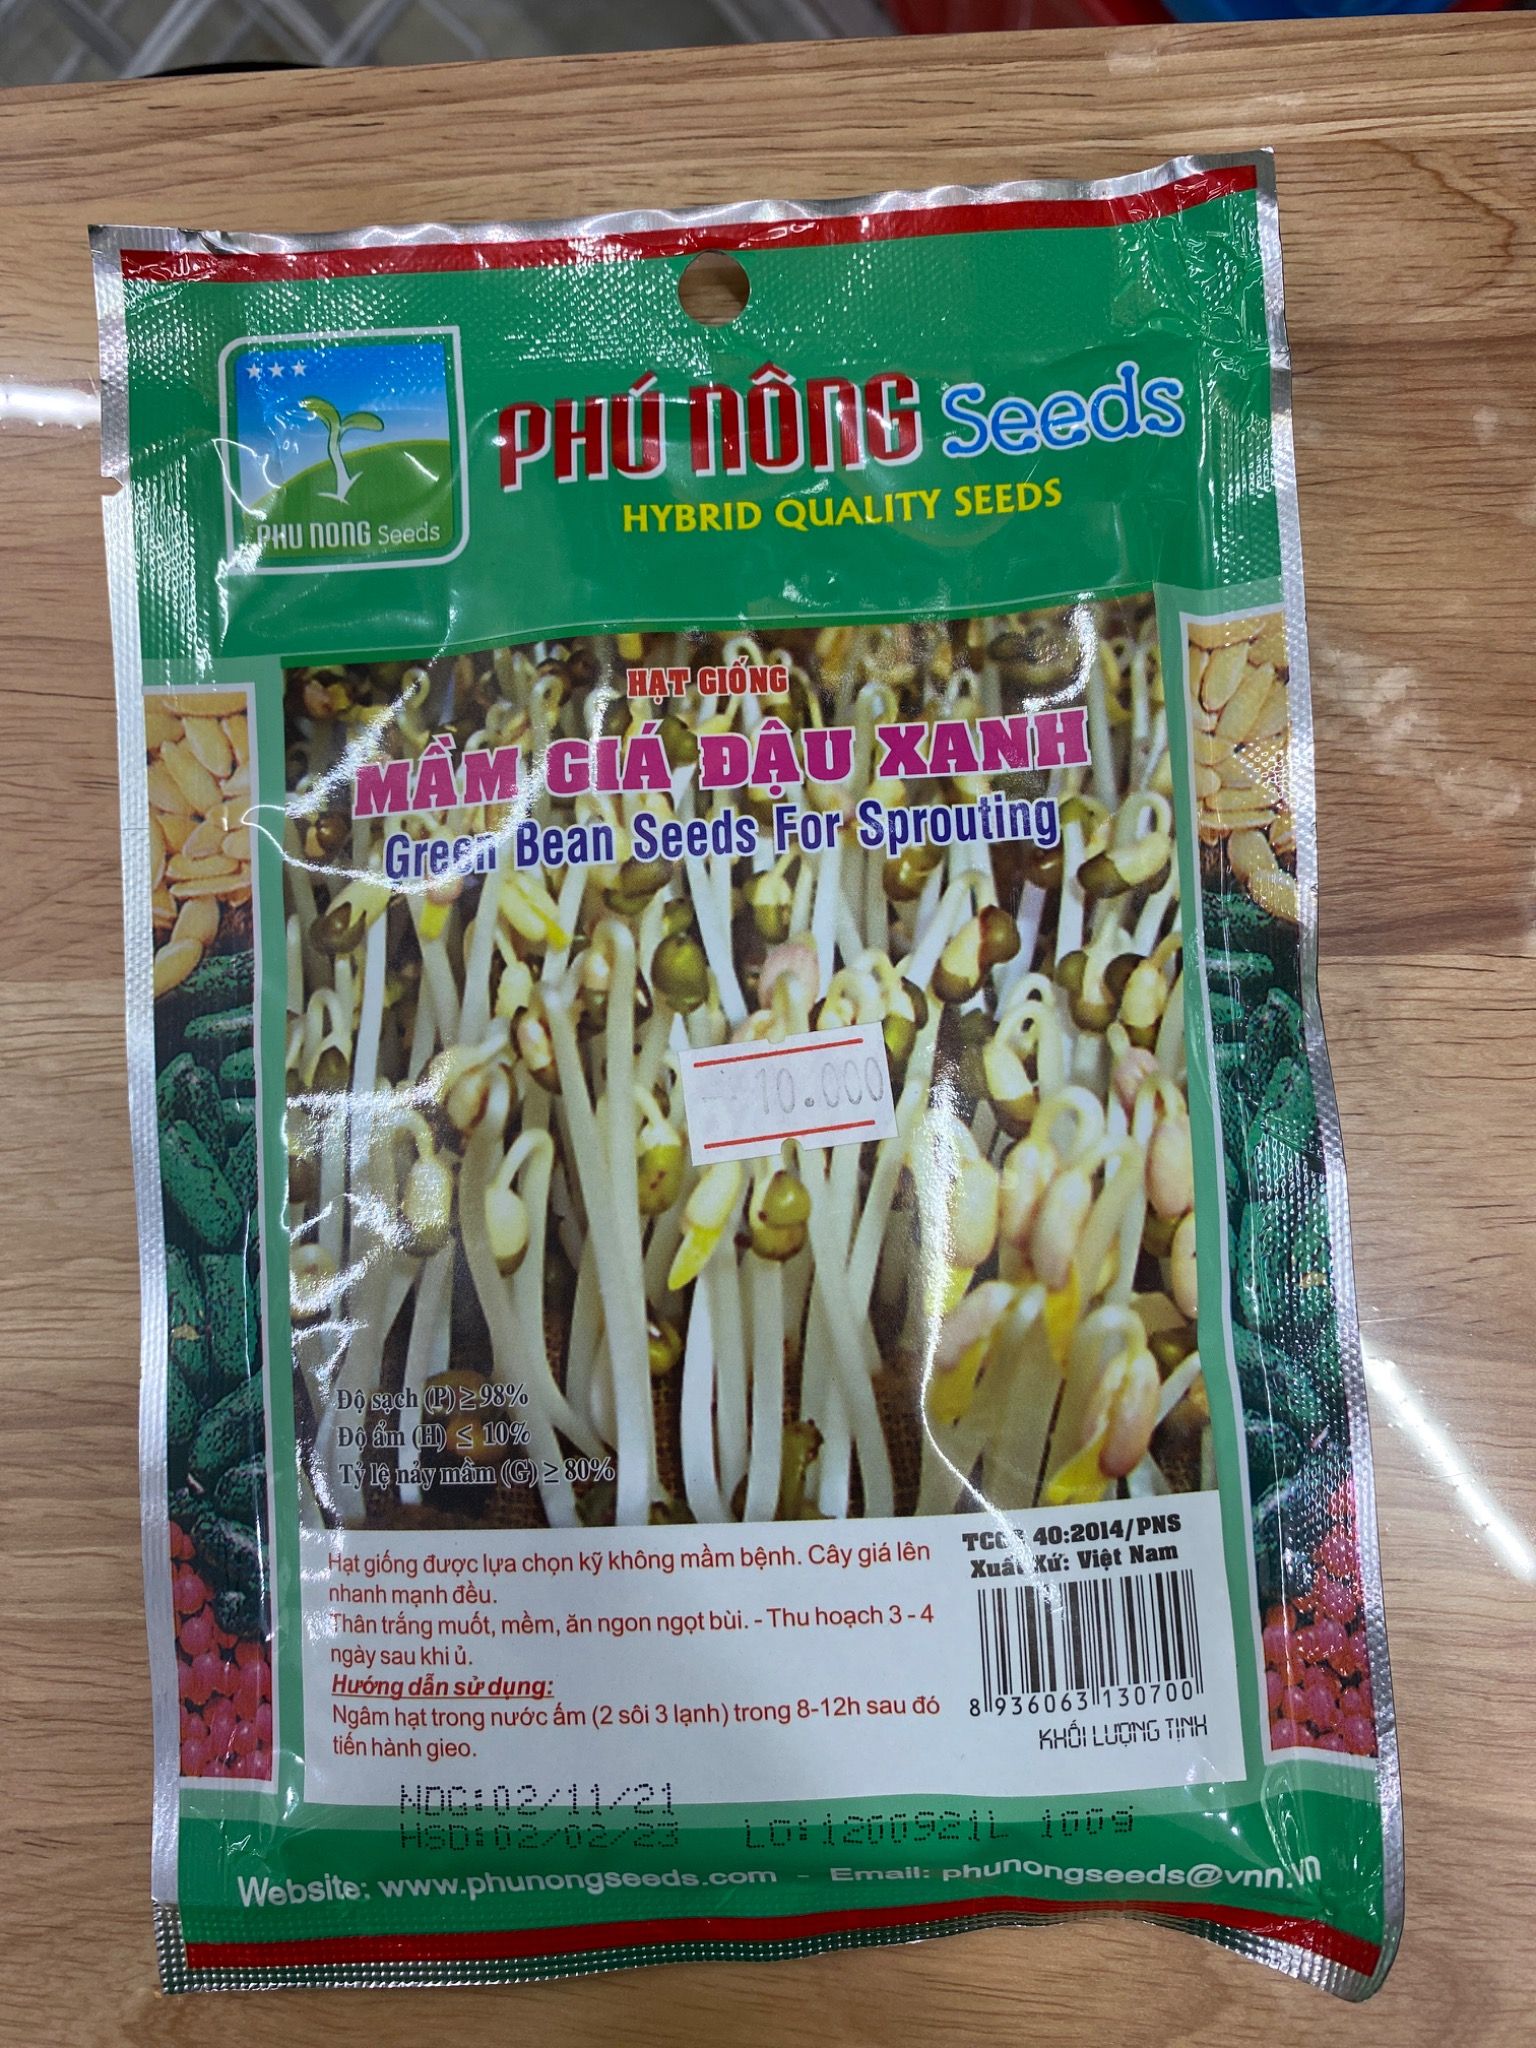 PHU NONG Seeds
PHÚ NÔNG Seeds
HYBRID QUALITY SEEDS
HẠT GIỐNG
MẦM GIÁ ĐẬU XANH
Green Bean Seeds For Sprouting
10.000
Độ sạch (P) ≥ 98%
Độ ẩm (H) ≤ 10%
Tỷ lệ nảy mầm (G) ≥ 80%
Hạt giống được lựa chọn kỹ không mầm bệnh. Cây giá lên
nhanh mạnh đều.
Thân trắng muốt, mềm, ăn ngon ngọt bùi. - Thu hoạch 3 - 4
ngày sau khi ủ.
Hướng dẫn sử dụng:
Ngâm hạt trong nước ấm (2 sôi 3 lạnh) trong 8-12h sau đó
tiến hành gieo.
TCCS 40:2014/PNS
Xuất Xứ: Việt Nam
8 936063 130700
KHỐI LƯỢNG TỊNH
NDG:02/11/21
HSD:02/02/23 LG:1200921L 100g
Website: www.phunongseeds.com - Email: phunongseeds@vnn.vn